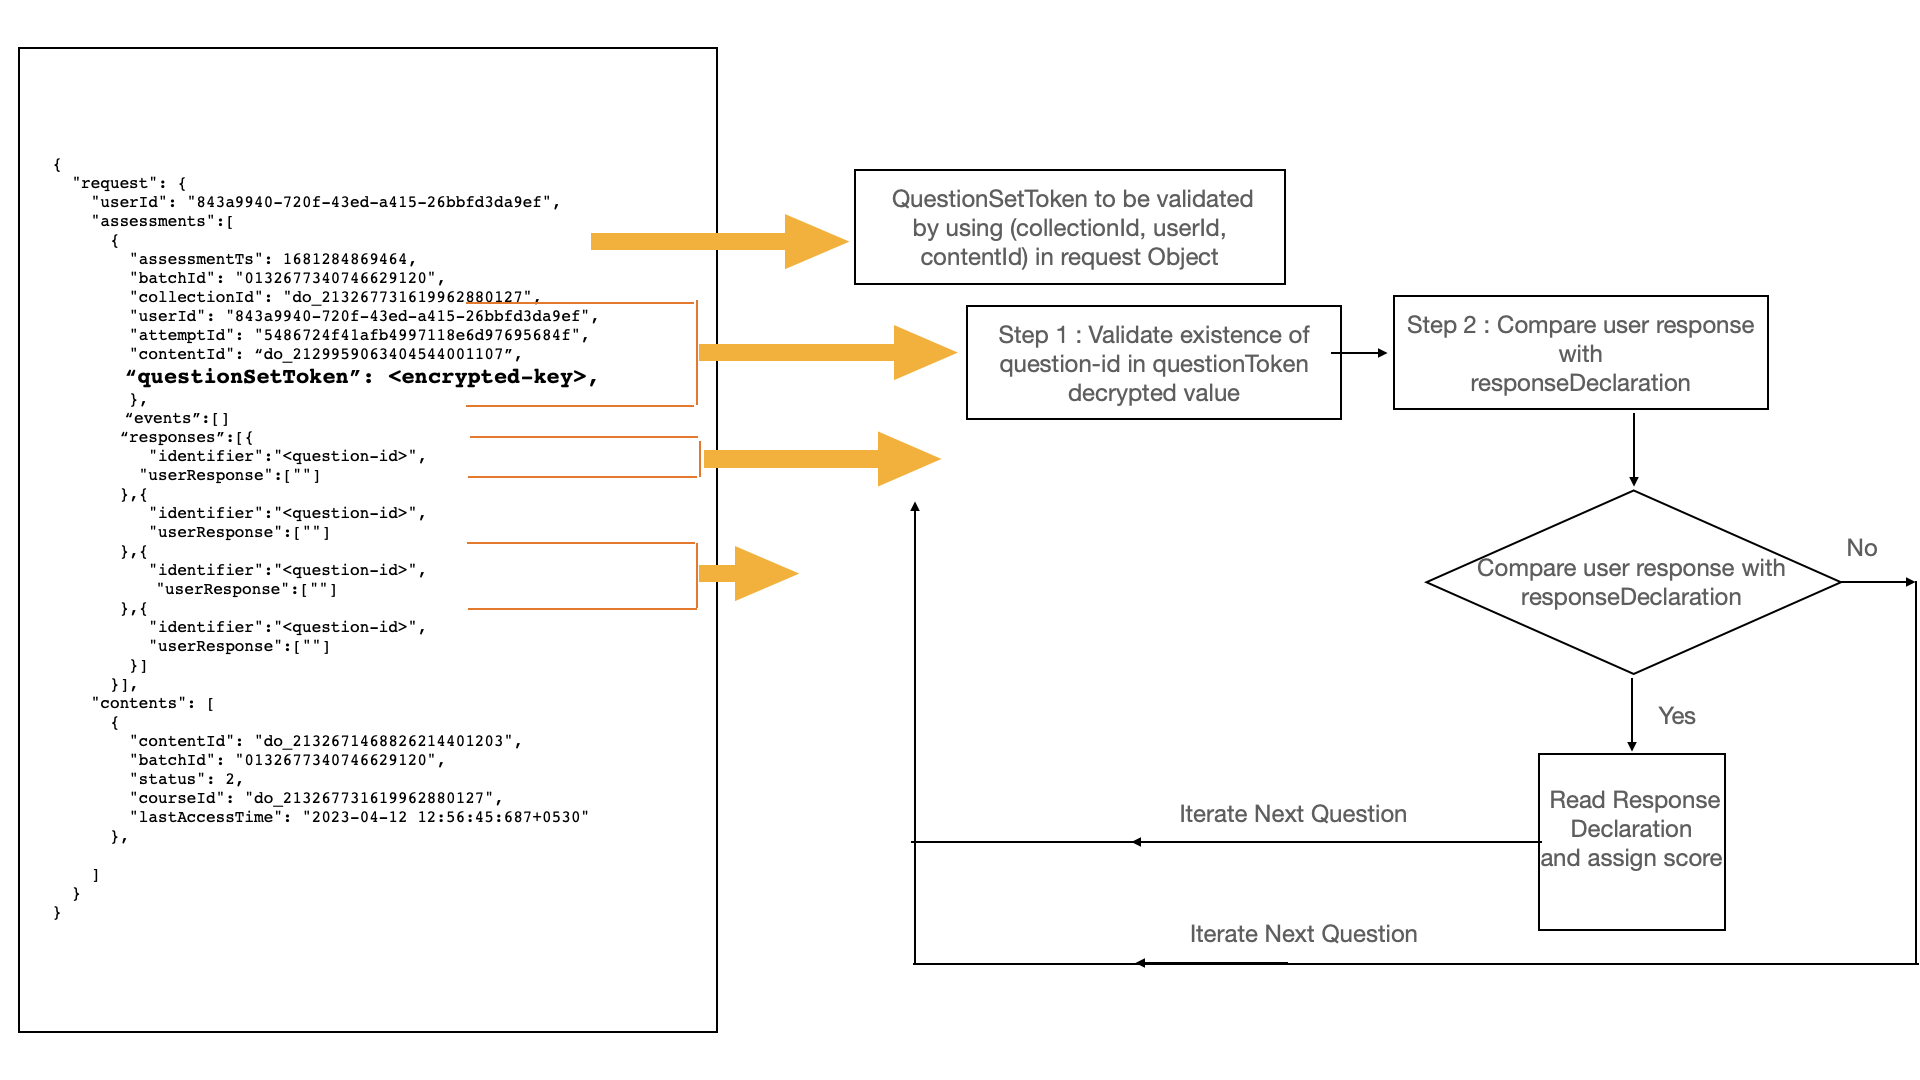 {
"request": {
"userId": "843a9940-720f-43ed-a415-26bbfd3da9ef",
"assessments":[
{
"assessmentTs": 1681284869464,
"batchId": "0132677340746629120",
"collectionId": "do_213267731619962880127",
"userId": "843a9940-720f-43ed-a415-26bbfd3da9ef",
"attemptId": "5486724f41afb4997118e6d97695684f",
"contentId": “do_2129959063404544001107”,
“questionSetToken”: <encrypted-key>,
},
“events”:[]
“responses”:[{
"identifier":"<question-id>",
"userResponse":[""]
},{
"identifier":"<question-id>",
"userResponse":[""]
},{
"identifier":"<question-id>",
"userResponse":[""]
},{
"identifier":"<question-id>",
"userResponse":[""]
}]
}],
"contents": [
{
"contentId": "do_2132671468826214401203",
"batchId": "0132677340746629120",
"status": 2,
"courseId": "do_213267731619962880127",
"lastAccessTime": "2023-04-12 12:56:45:687+0530"
},
]
}
}
QuestionSetToken to be validated
by using (collectionId, userId,
contentId) in request Object
Step 1 : Validate existence of
question-id in questionToken
decrypted value
Step 2 : Compare user response
with
responseDeclaration
Compare user response with
responseDeclaration
No
Yes
Read Response
Declaration
and assign score
Iterate Next Question
Iterate Next Question